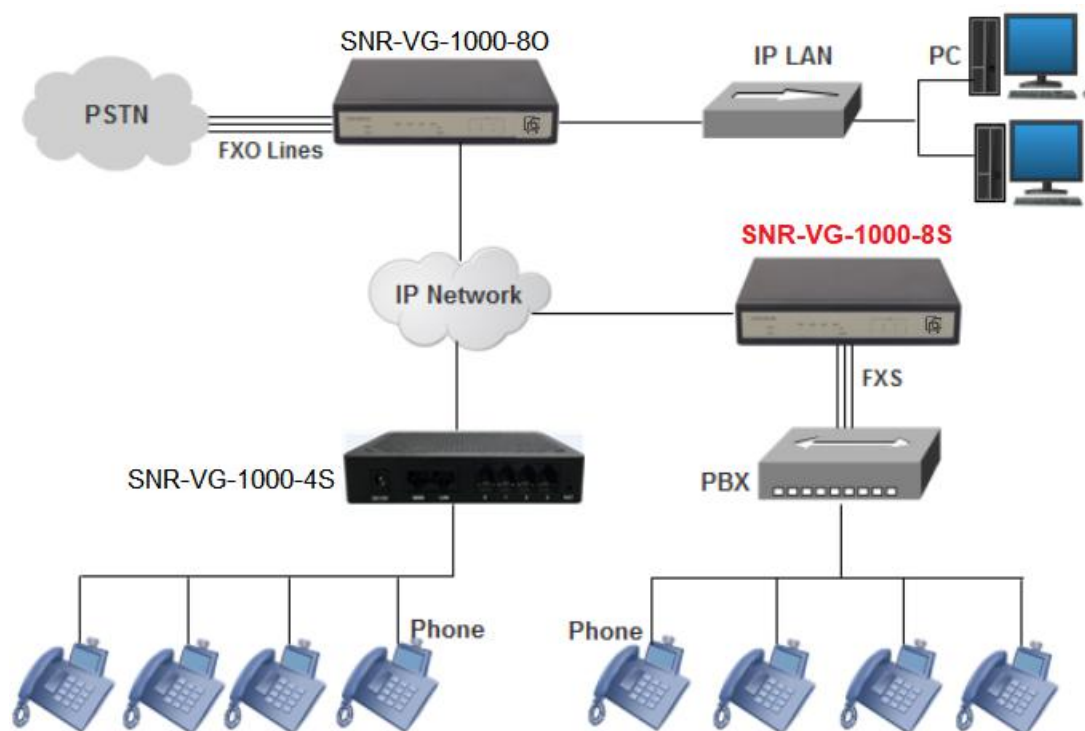 SNR-VG-1000-8O
IP LAN
PC
PSTN
FXO Lines
SNR-VG-1000-8S
IP Network
FXS
SNR-VG-1000-4S
PBX
Phone
Phone